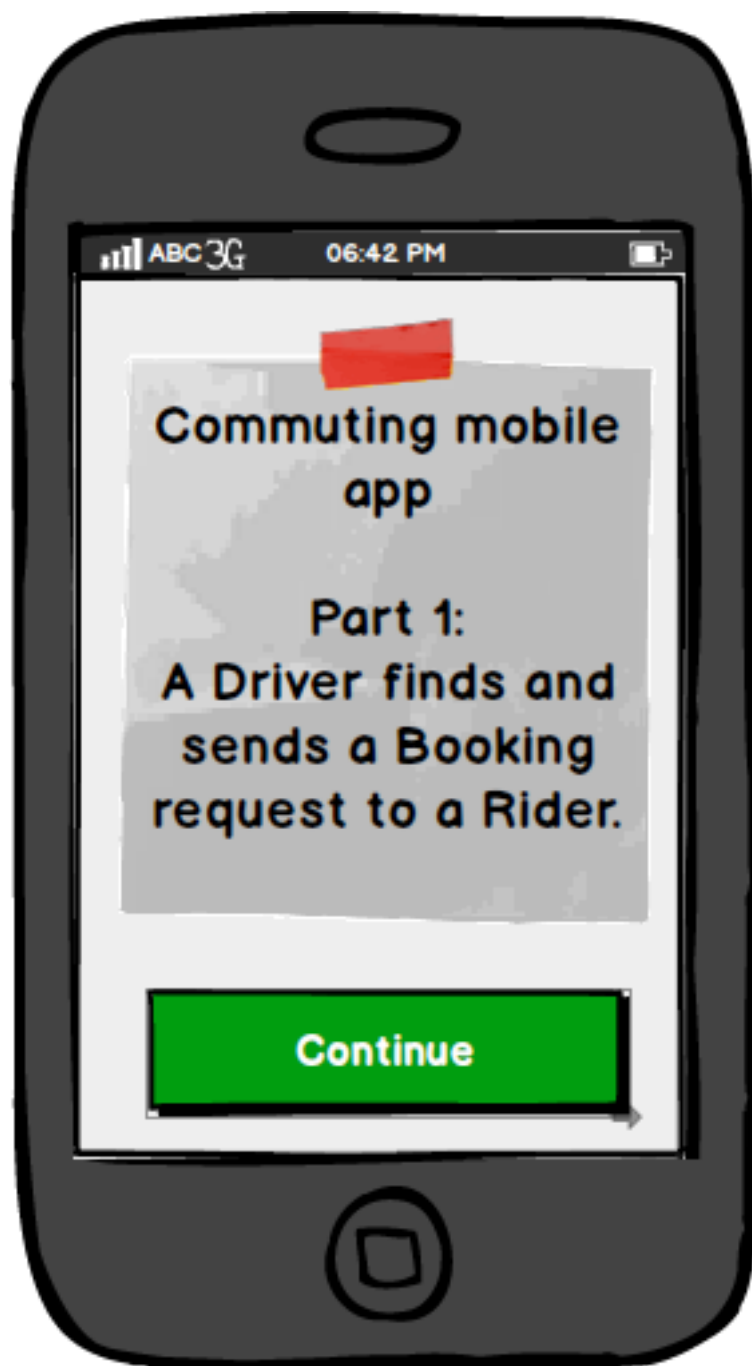 ABC 3G 06:42 PM
Commuting mobile
app
Part 1:
A Driver finds and
sends a Booking
request to a Rider.
Continue